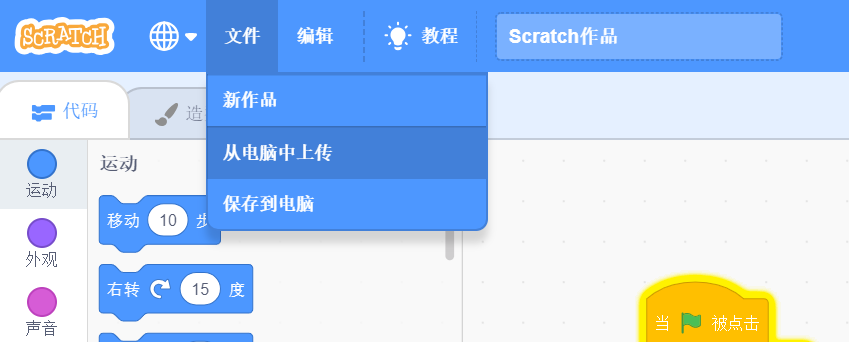 SCRATCH 文件 编辑 教程 Scratch作品
新作品
从电脑中上传
保存到电脑
代码 造
运动
运动
移动 10 步
外观
右转 15 度
声音
当 被点击